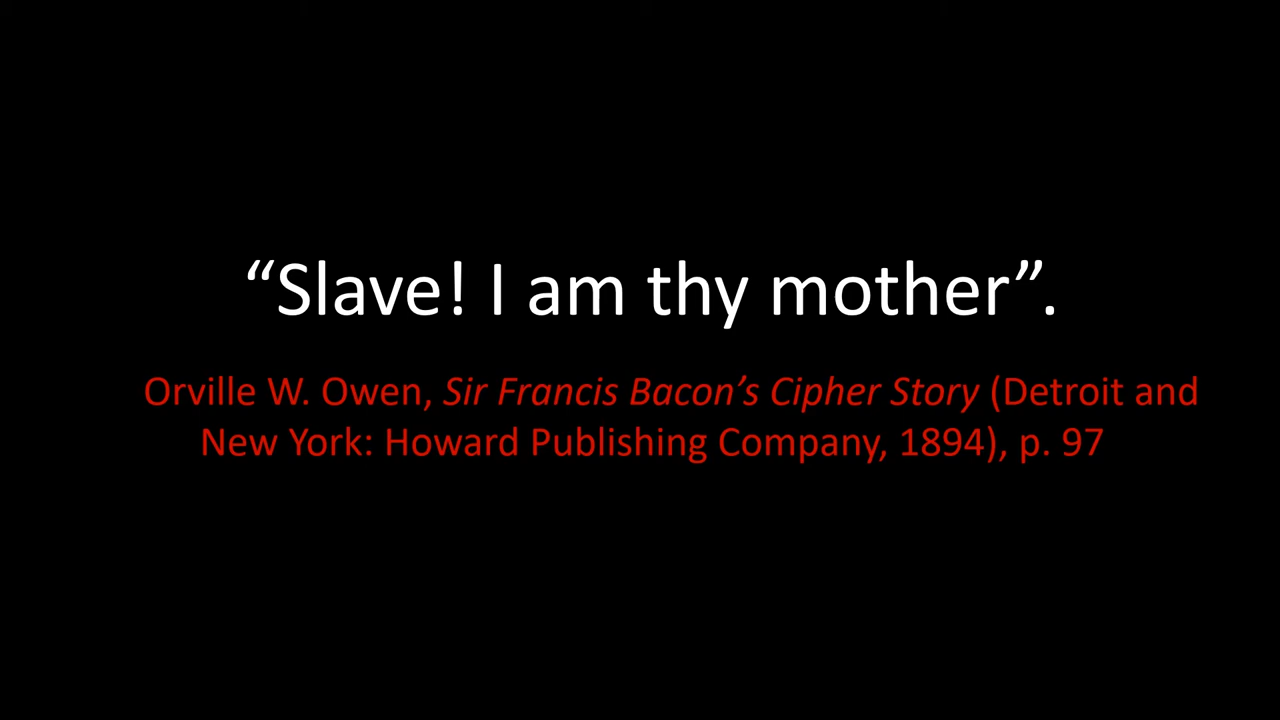 “Slave! I am thy mother”.
Orville W. Owen, Sir Francis Bacon’s Cipher Story (Detroit and
New York: Howard Publishing Company, 1894), p. 97